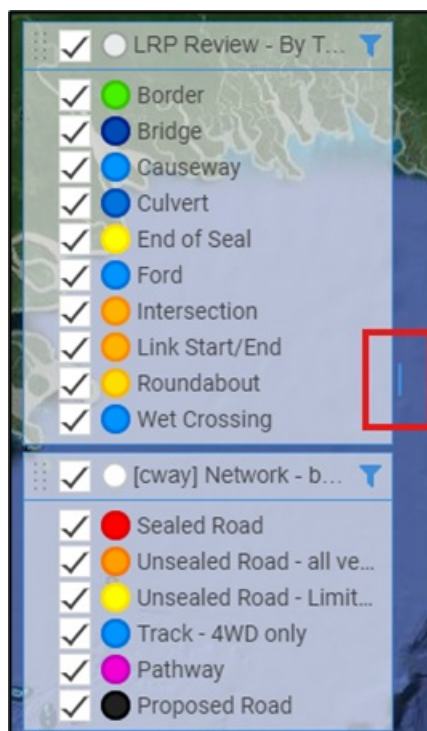 LRP Review - By T...
Border
Bridge
Causeway
Culvert
End of Seal
Ford
Intersection
Link Start/End
Roundabout
Wet Crossing
[cway] Network - b...
Sealed Road
Unsealed Road - all ve...
Unsealed Road - Limit...
Track - 4WD only
Pathway
Proposed Road